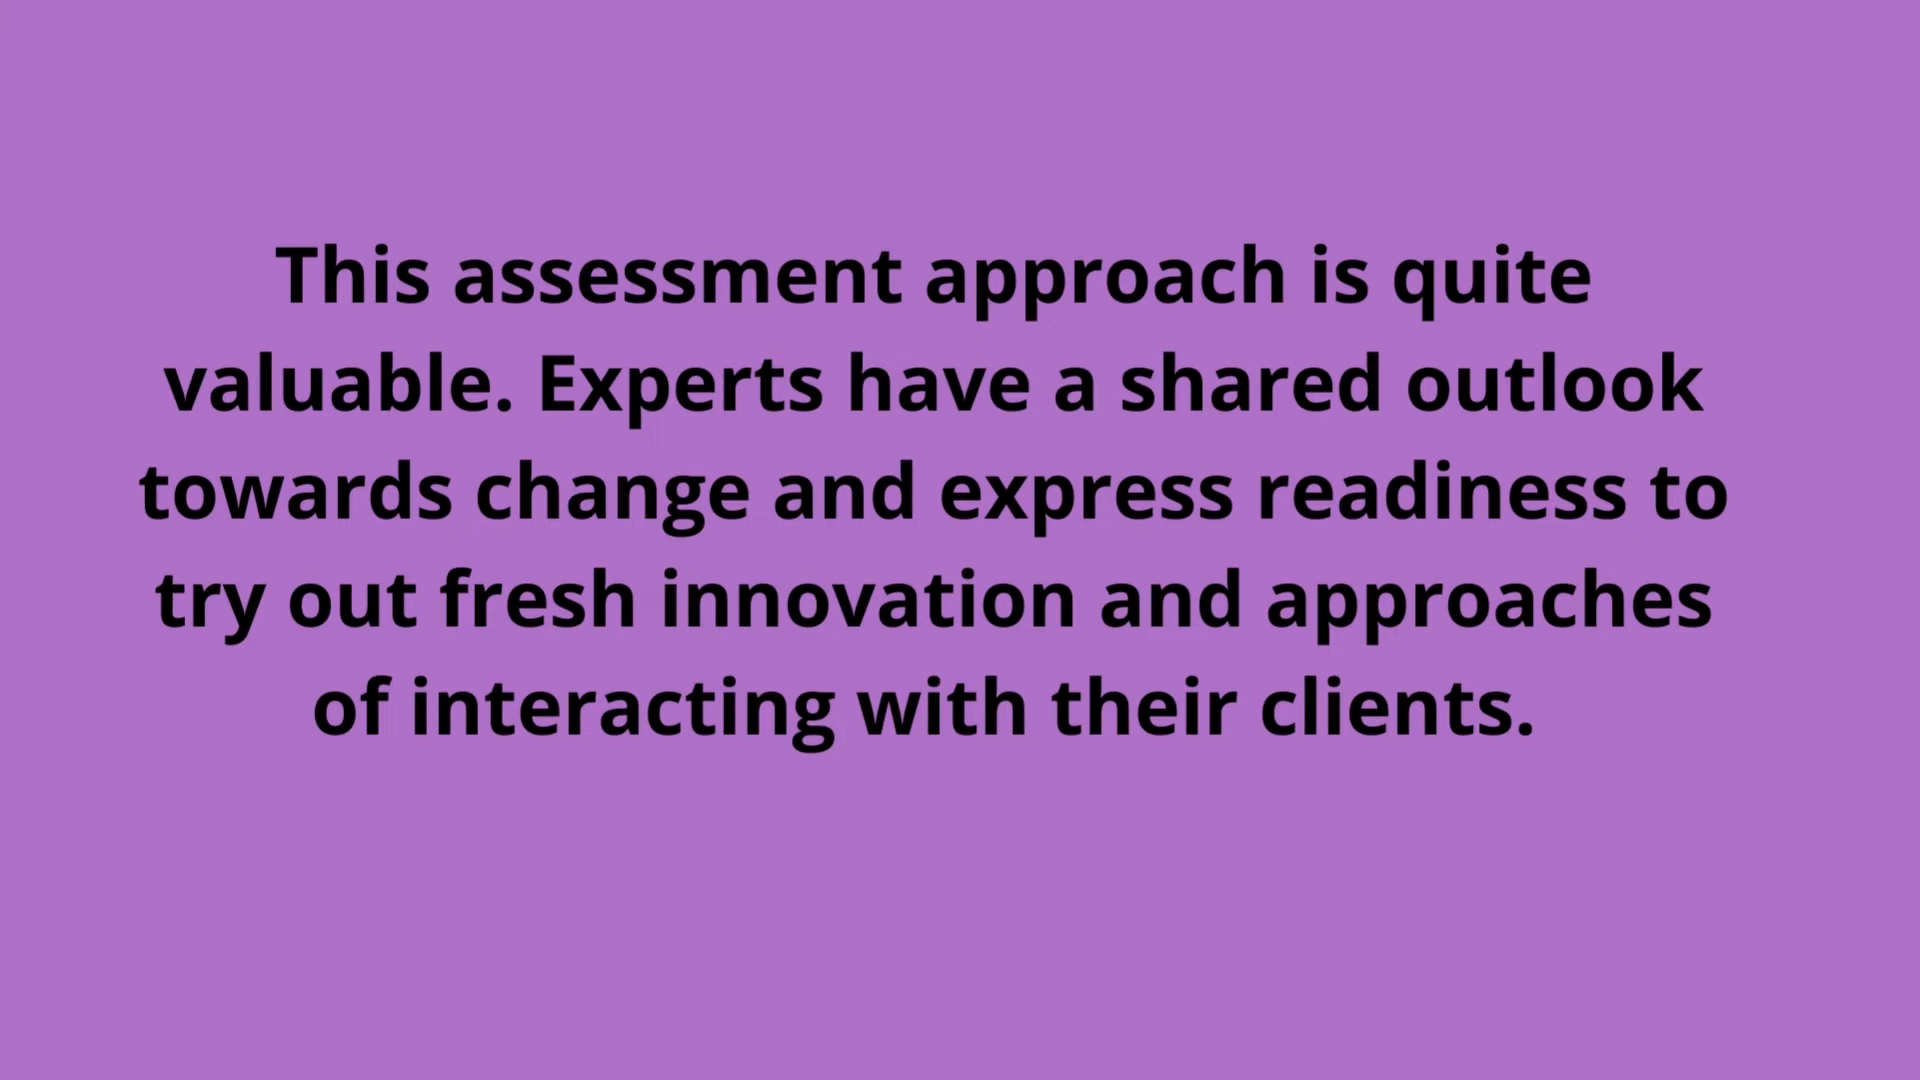 This assessment approach is quite
valuable. Experts have a shared outlook
towards change and express readiness to
try out fresh innovation and approaches
of interacting with their clients.